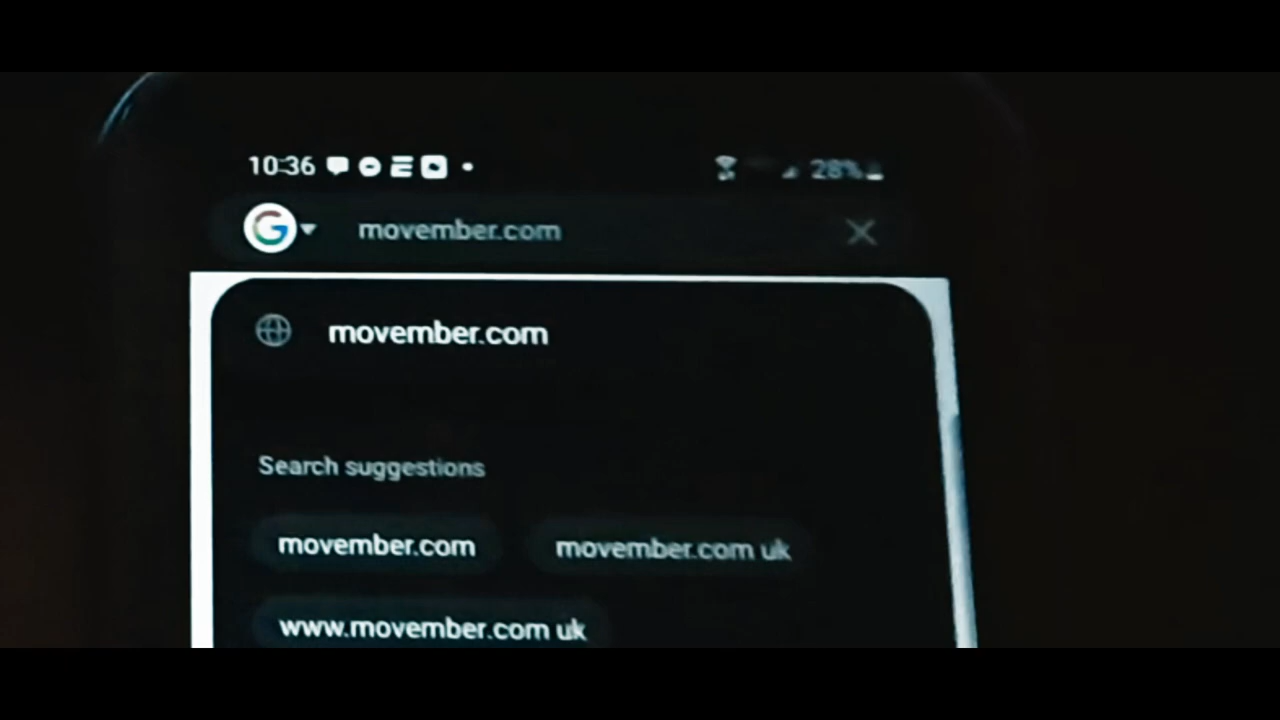 10:36 28%
movember.com
movember.com
Search suggestions
movember.com movember.com uk
www.movember.com uk